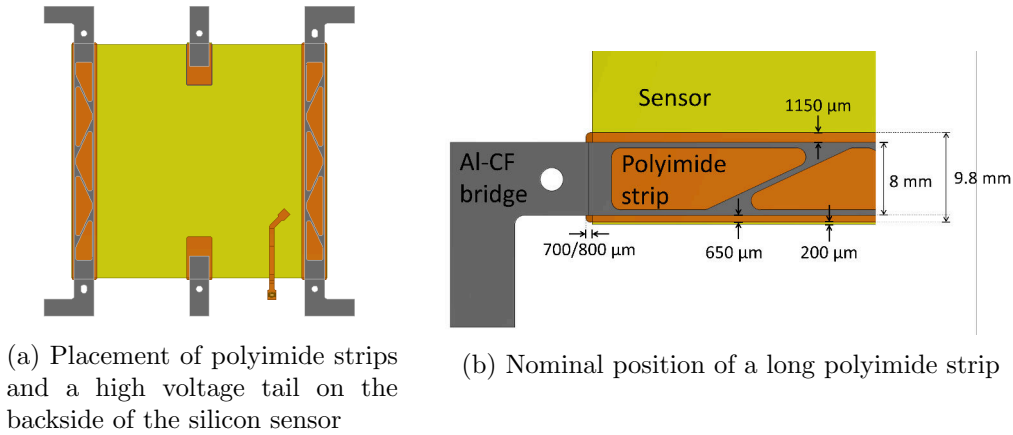 Sensor
1150 μm
Al-CF
bridge
Polyimide
strip
8 mm
9.8 mm
700/800 μm
650 μm
200 μm
(a) Placement of polyimide strips
and a high voltage tail on the
backside of the silicon sensor
(b) Nominal position of a long polyimide strip